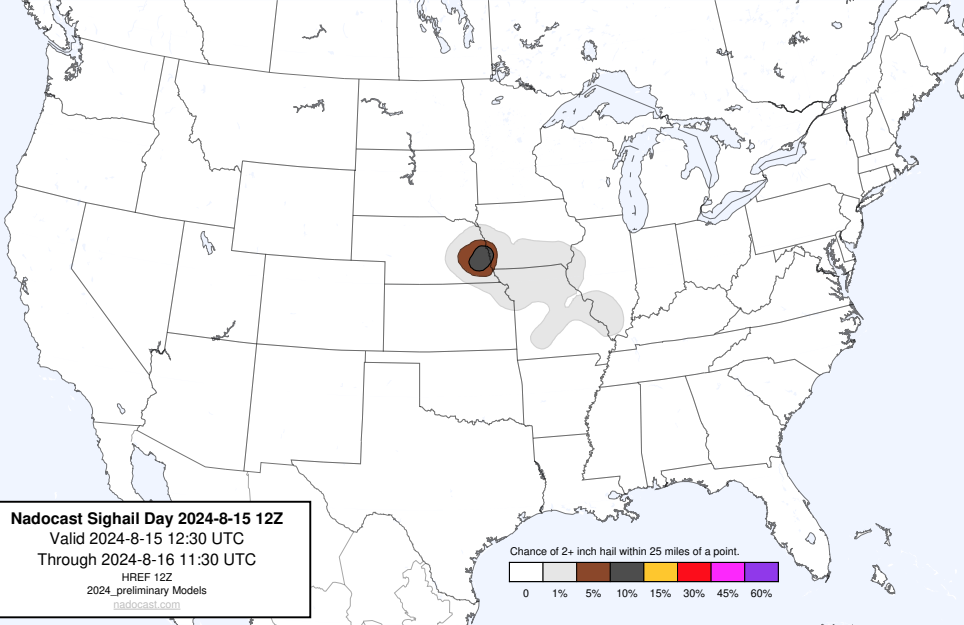 Nadocast Sighail Day 2024-8-15 12Z
Valid 2024-8-15 12:30 UTC
Through 2024-8-16 11:30 UTC
HREF 12Z
2024_preliminary Models
nadocast.com
Chance of 2+ inch hail within 25 miles of a point.
0 1% 5% 10% 15% 30% 45% 60%